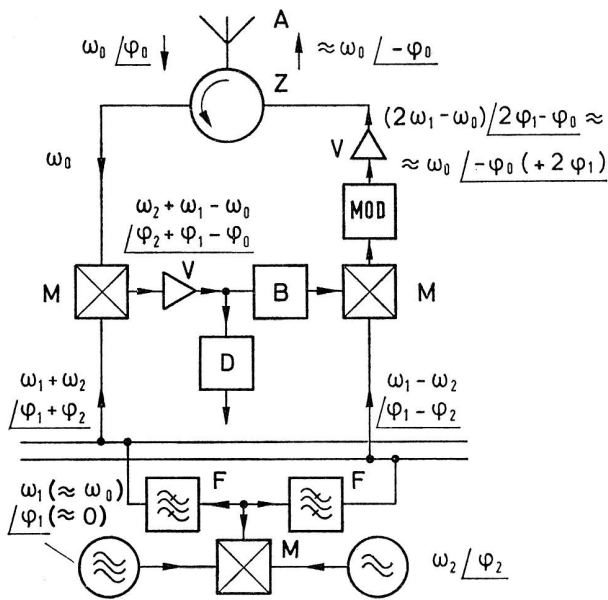 A
ω₀ /φ₀
≈ ω₀ /-φ₀
Z
(2ω₁ - ω₀) /2φ₁ - φ₀ ≈
≈ ω₀ /-φ₀ (+ 2φ₁)
V
ω₀
MOD
ω₂ + ω₁ - ω₀
/φ₂ + φ₁ - φ₀
V
M
B
M
D
ω₁ + ω₂
/φ₁ + φ₂
ω₁ - ω₂
/φ₁ - φ₂
F
F
ω₁ (≈ ω₀)
/φ₁ (≈ 0)
M
ω₂ /φ₂